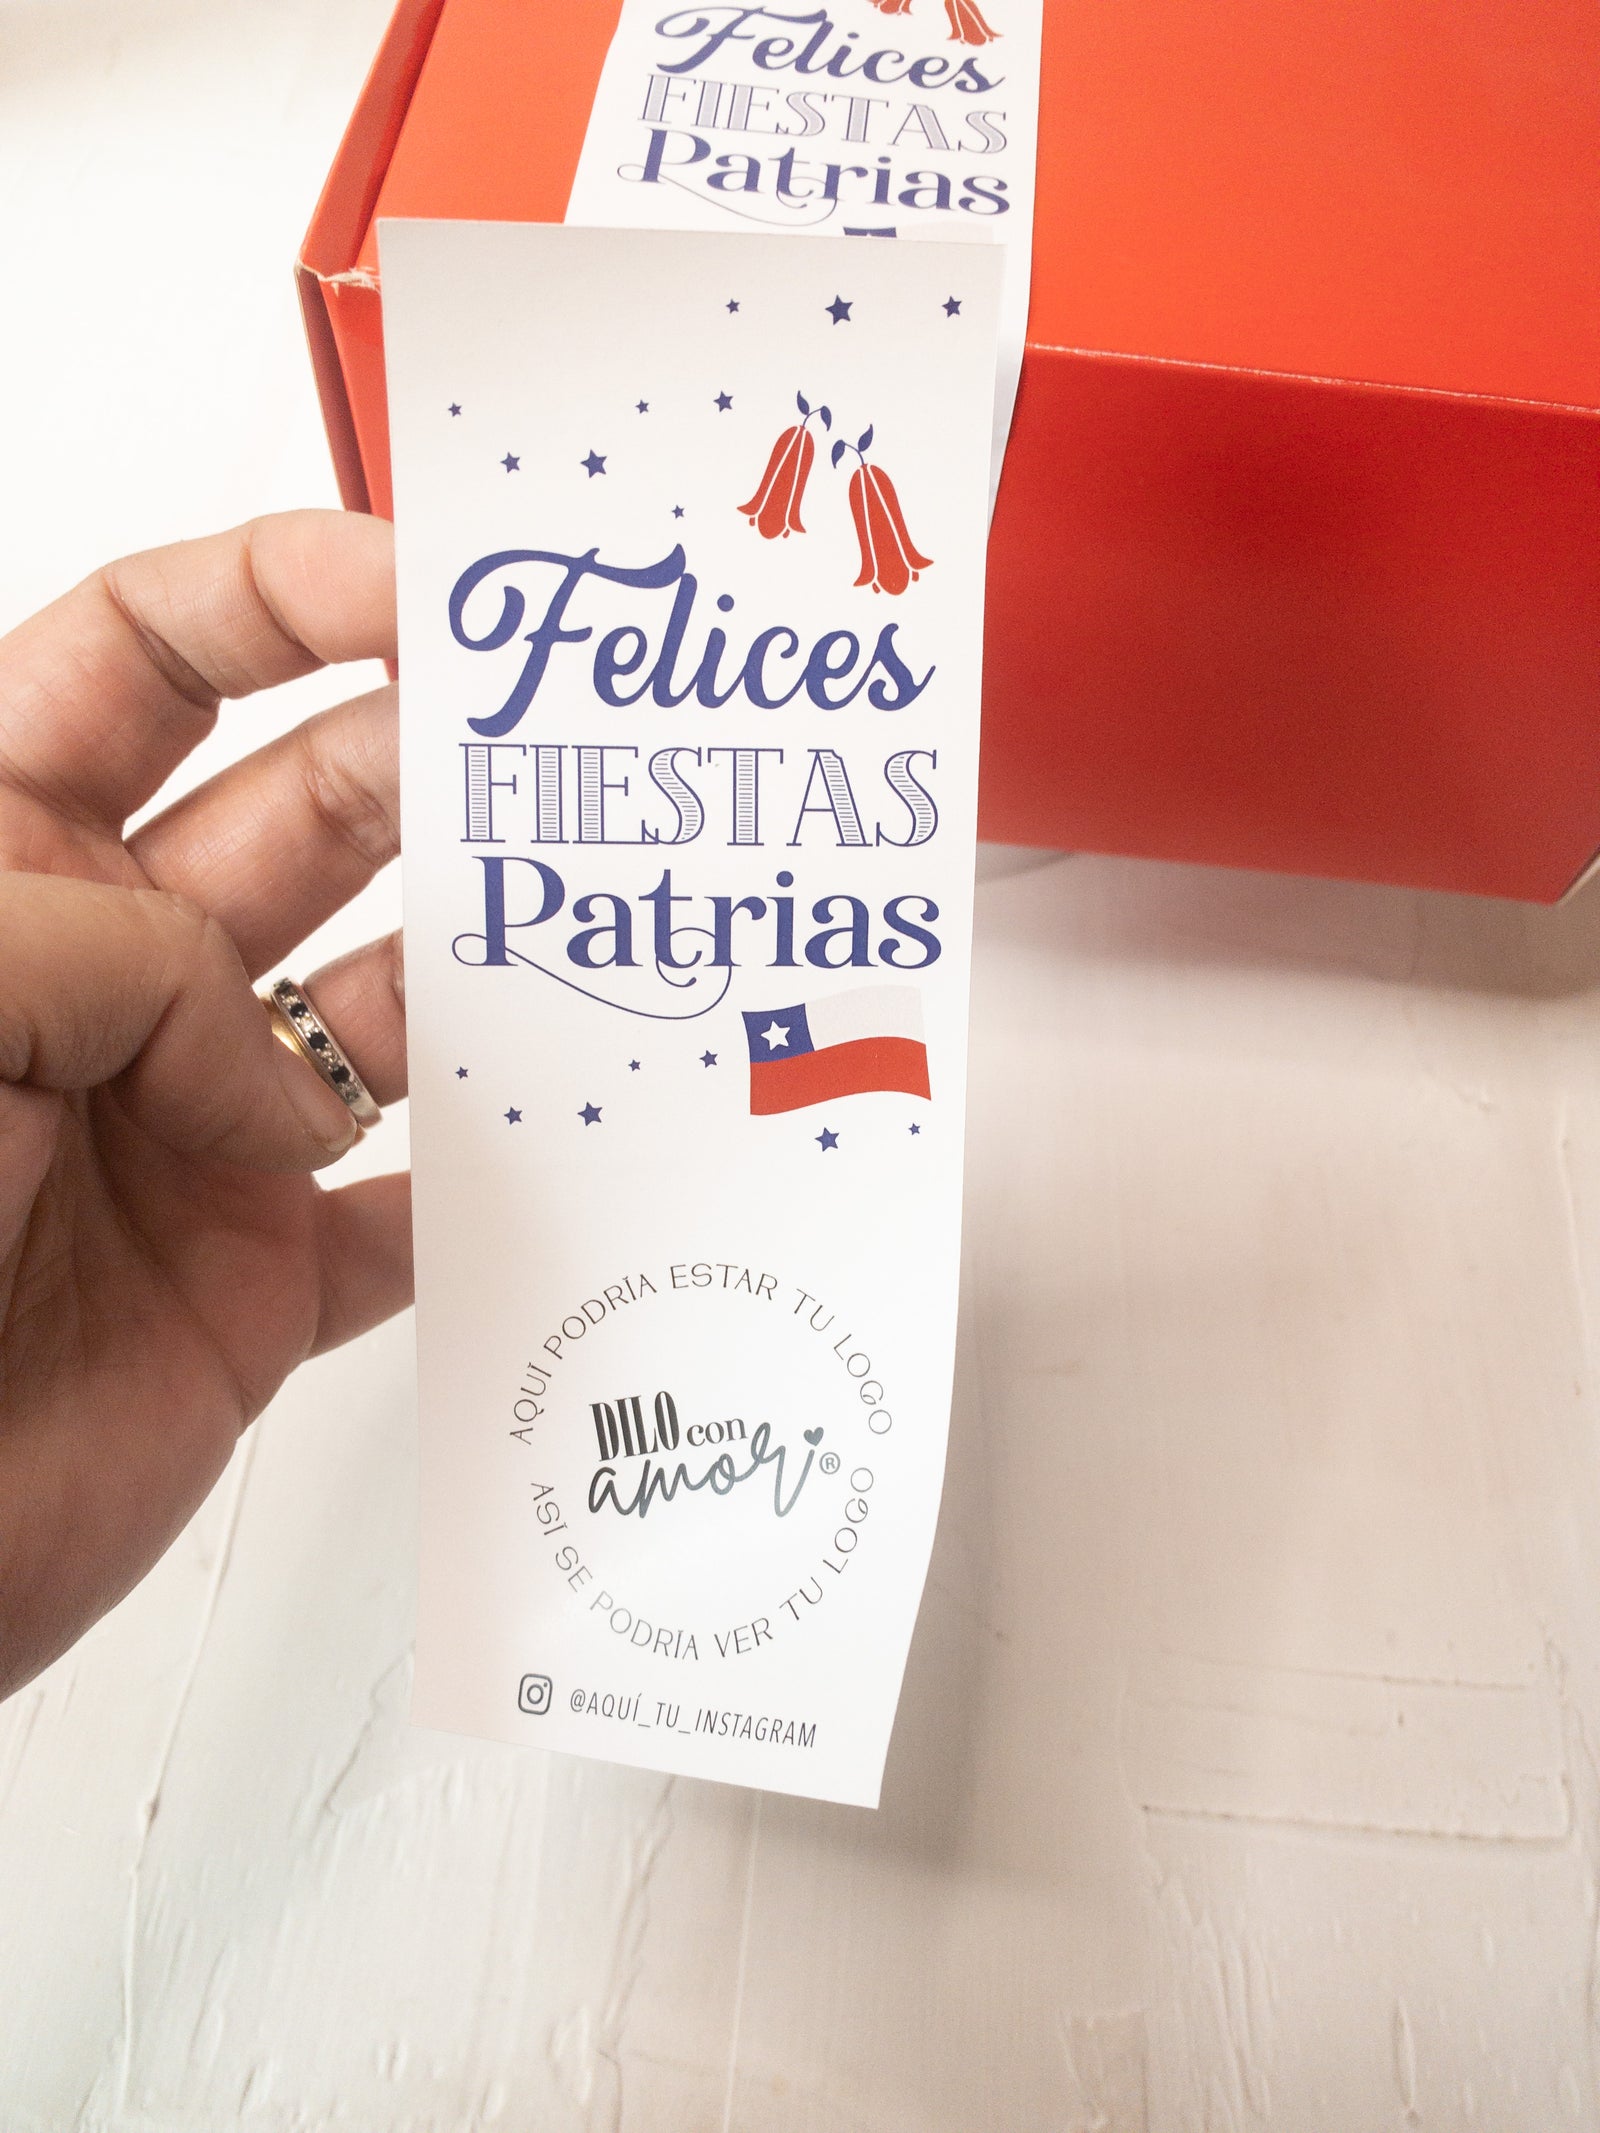 Felices
FIESTAS
Patrias
Felices
FIESTAS
Patrias
AQUÍ PODRÍA ESTAR TU LOGO
DILO con
amor®
ASÍ SE PODRÍA VER TU LOGO
@AQUÍ_TU_INSTAGRAM